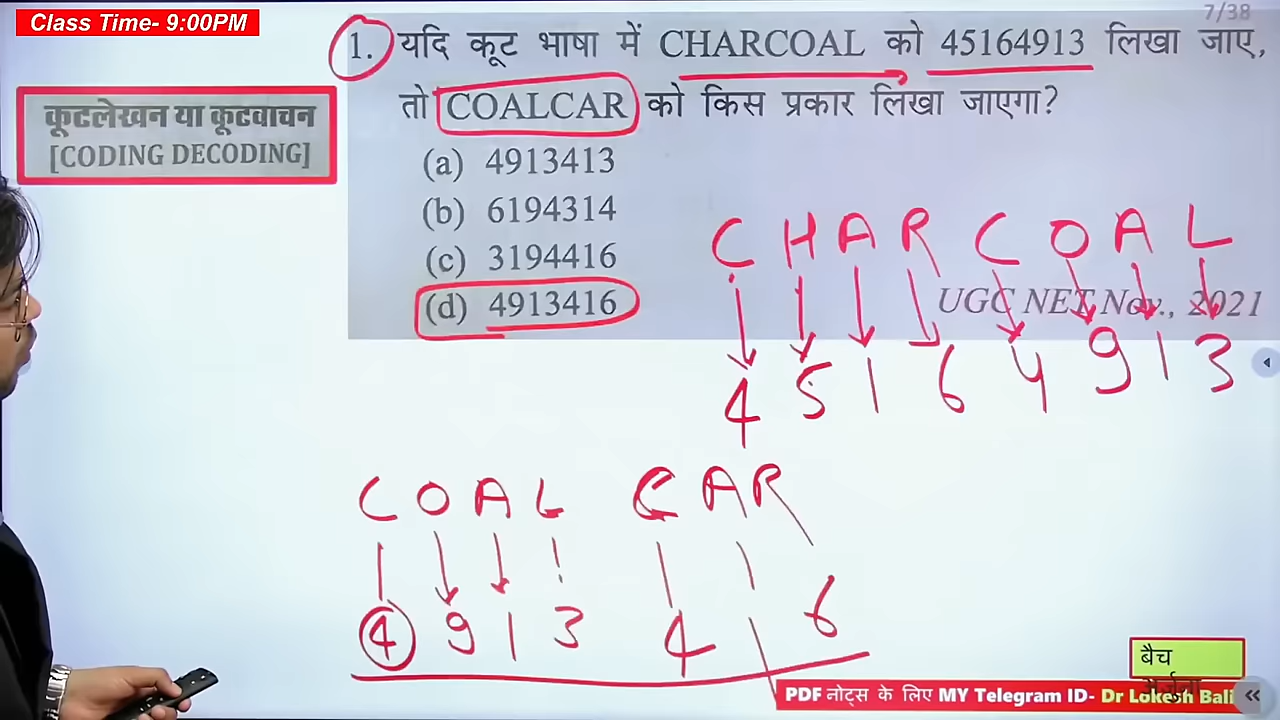 Class Time- 9:00PM
7/38
1. यदि कूट भाषा में CHARCOAL को 45164913 लिखा जाए,
तो COALCAR को किस प्रकार लिखा जाएगा?
कूटलेखन या कूटवाचन
[CODING DECODING]
(a) 4913413
(b) 6194314
(c) 3194416
(d) 4913416
UGC NET Nov., 2021
C H A R C O A L
4 5 1 6 4 9 1 3
C O A L C A R
4 9 1 3 4 1 6
बैच
अर्जुना
PDF नोट्स के लिए MY Telegram ID- Dr Lokesh Bali